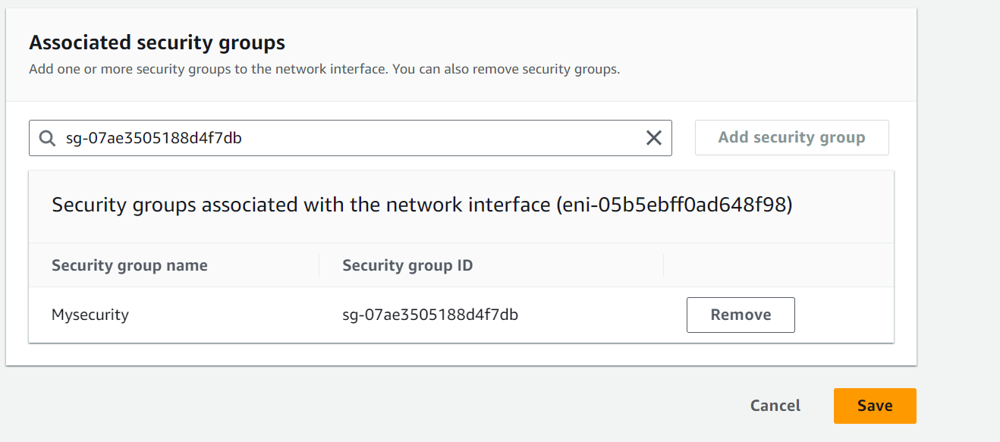 Associated security groups
Add one or more security groups to the network interface. You can also remove security groups.
sg-07ae3505188d4f7db
Add security group
Security groups associated with the network interface (eni-05b5ebff0ad648f98)
Security group name
Security group ID
Mysecurity
sg-07ae3505188d4f7db
Remove
Cancel
Save